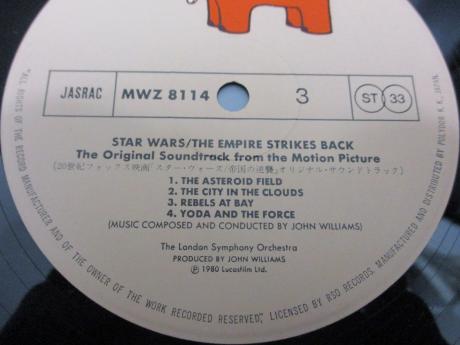 JASRAC
MWZ 8114
3
ST 33
STAR WARS/THE EMPIRE STRIKES BACK
The Original Soundtrack from the Motion Picture
(20世紀フォックス映画「スター・ウォーズ/帝国の逆襲」オリジナル・サウンドトラック)
1. THE ASTEROID FIELD
2. THE CITY IN THE CLOUDS
3. REBELS AT BAY
4. YODA AND THE FORCE
(MUSIC COMPOSED AND CONDUCTED BY JOHN WILLIAMS)
The London Symphony Orchestra
PRODUCED BY JOHN WILLIAMS
Ⓟ 1980 Lucasfilm Ltd.
"ALL RIGHTS OF THE RECORD MANUFACTURER AND OF THE OWNER OF THE WORK RECORDED RESERVED", LICENSED BY RSO RECORDS. MANUFACTURED AND DISTRIBUTED BY POLYDOR K.K., JAPAN.